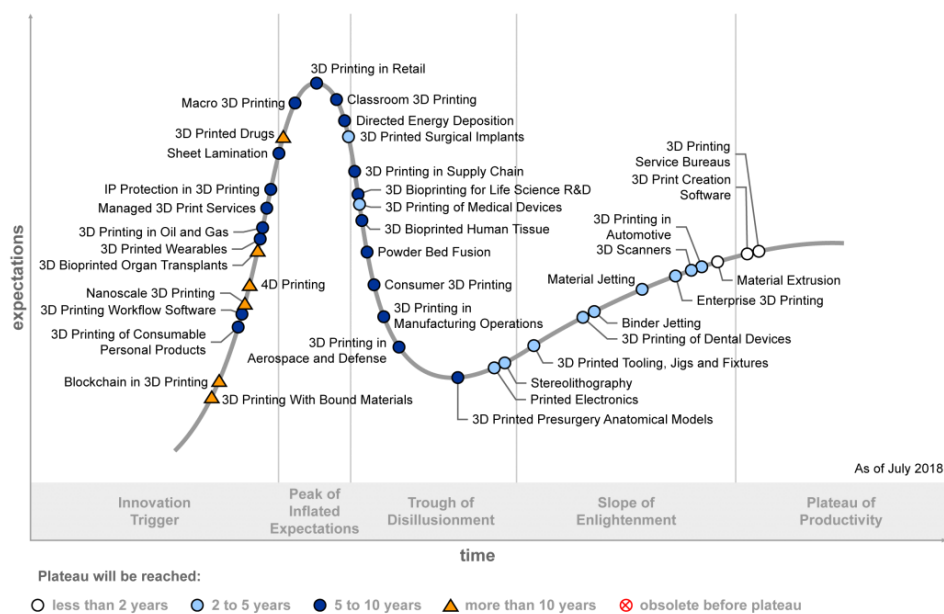 3D Printing in Retail
Macro 3D Printing
Classroom 3D Printing
Directed Energy Deposition
3D Printed Drugs
3D Printed Surgical Implants
Sheet Lamination
3D Printing
Service Bureaus
3D Printing in Supply Chain
3D Print Creation
Software
IP Protection in 3D Printing
3D Bioprinting for Life Science R&D
Managed 3D Print Services
3D Printing of Medical Devices
3D Printing in Oil and Gas
3D Bioprinted Human Tissue
3D Printing in
Automotive
3D Printed Wearables
3D Scanners
3D Bioprinted Organ Transplants
Powder Bed Fusion
Material Jetting
Material Extrusion
4D Printing
Consumer 3D Printing
Nanoscale 3D Printing
Enterprise 3D Printing
3D Printing Workflow Software
3D Printing in
Manufacturing Operations
Binder Jetting
3D Printing of Consumable
Personal Products
3D Printing of Dental Devices
3D Printing in
Aerospace and Defense
3D Printed Tooling, Jigs and Fixtures
Blockchain in 3D Printing
Stereolithography
3D Printing With Bound Materials
Printed Electronics
3D Printed Presurgery Anatomical Models
expectations
As of July 2018
Innovation
Trigger
Peak of
Inflated
Expectations
Trough of
Disillusionment
Slope of
Enlightenment
Plateau of
Productivity
time
Plateau will be reached:
less than 2 years
2 to 5 years
5 to 10 years
more than 10 years
obsolete before plateau